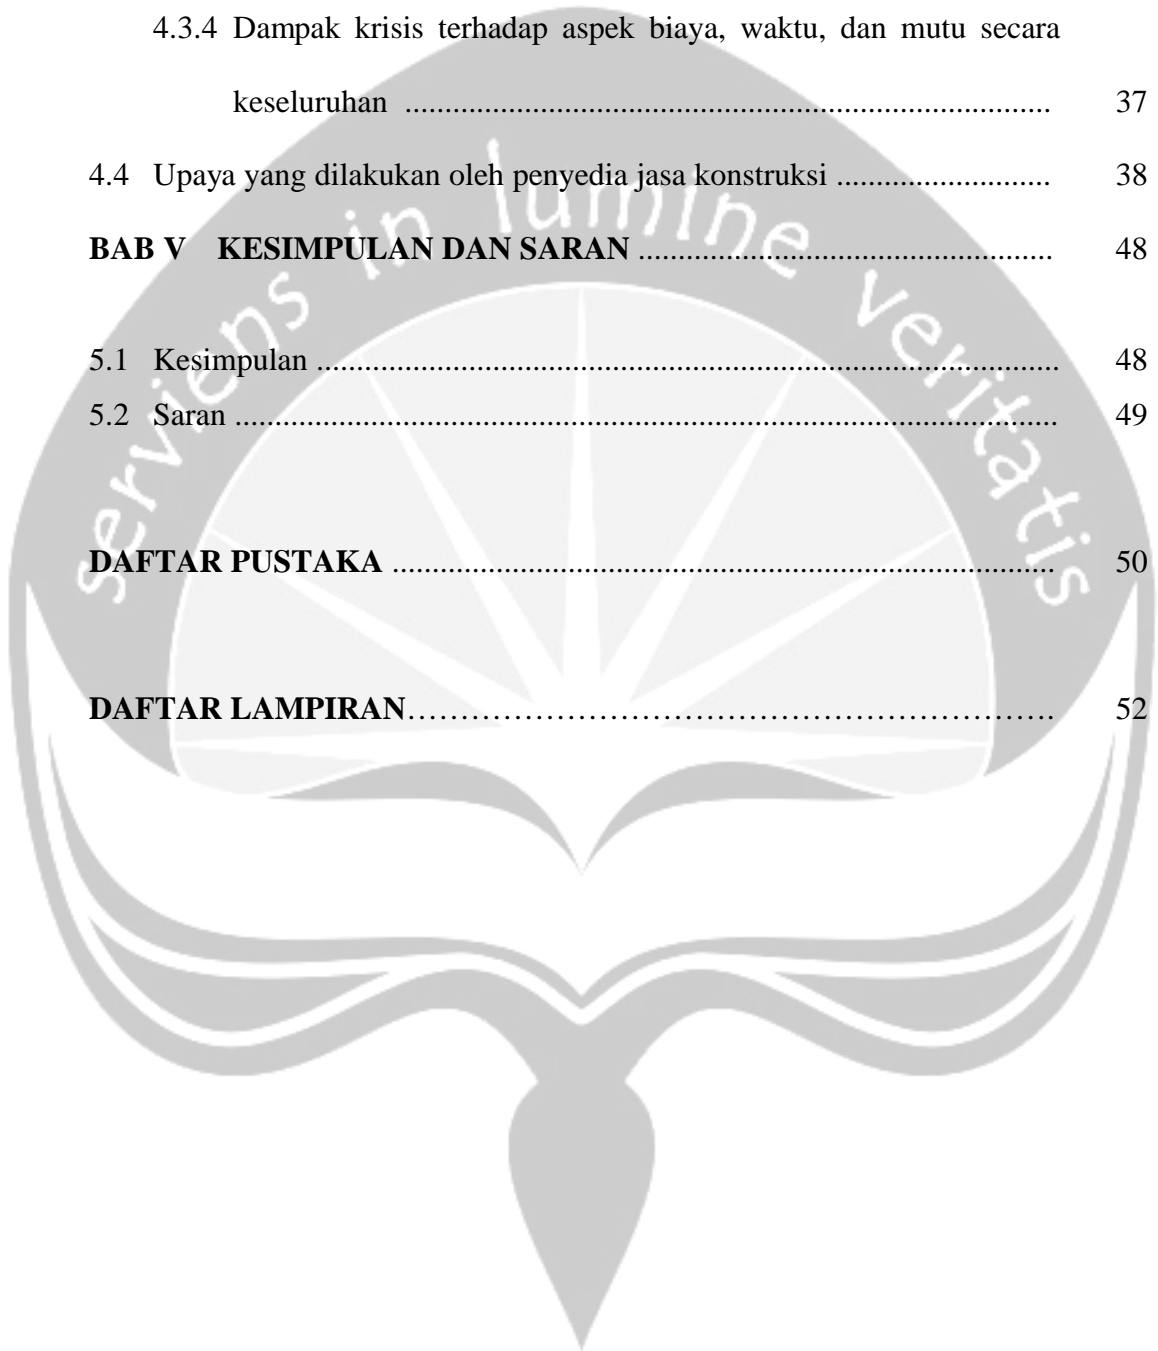 4.3.4 Dampak krisis terhadap aspek biaya, waktu, dan mutu secara
keseluruhan ................................................................................. 37
4.4 Upaya yang dilakukan oleh penyedia jasa konstruksi ........................... 38
BAB V KESIMPULAN DAN SARAN .................................................... 48
5.1 Kesimpulan ............................................................................................. 48
5.2 Saran ....................................................................................................... 49
DAFTAR PUSTAKA ................................................................................... 50
DAFTAR LAMPIRAN…………………………………………………………. 52
serviens in lumine veritatis